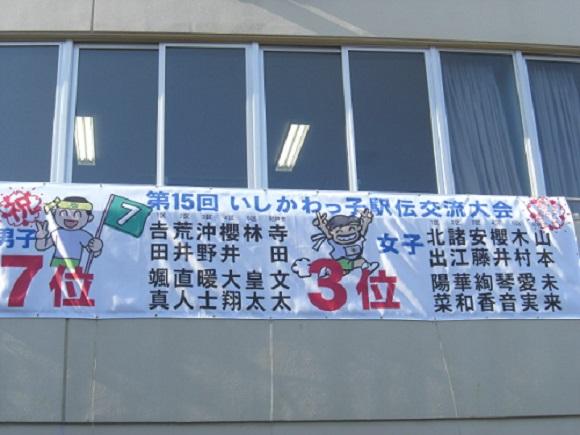 第15回 いしかわっ子駅伝交流大会
祝
男子
7位
7
吉荒沖櫻林寺
田井野井 田
颯直暖大皇文
真人士翔太太
女子
3位
北諸安櫻木山
出江藤井村本
陽華絢琴愛未
菜和香音実来